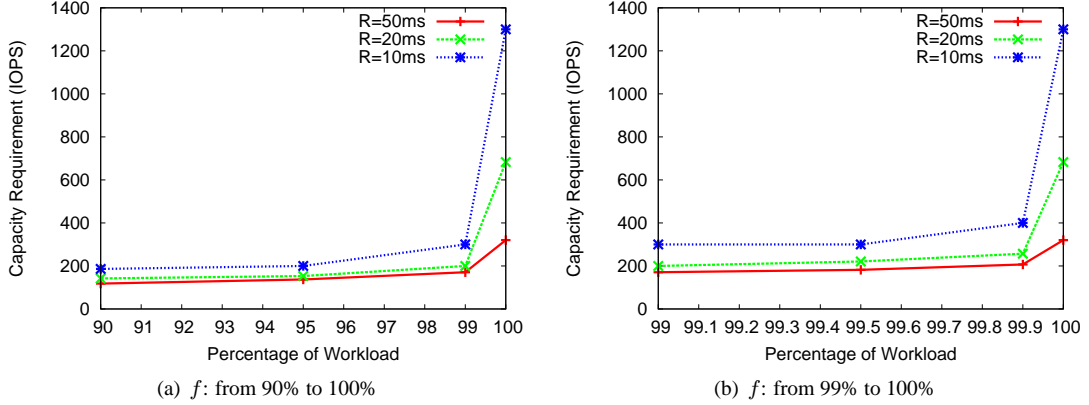 Capacity Requirement (IOPS)
1400
1200
1000
800
600
400
200
0
R=50ms
R=20ms
R=10ms
90 91 92 93 94 95 96 97 98 99 100
Percentage of Workload
(a) f: from 90% to 100%
Capacity Requirement (IOPS)
1400
1200
1000
800
600
400
200
0
R=50ms
R=20ms
R=10ms
99 99.1 99.2 99.3 99.4 99.5 99.6 99.7 99.8 99.9 100
Percentage of Workload
(b) f: from 99% to 100%